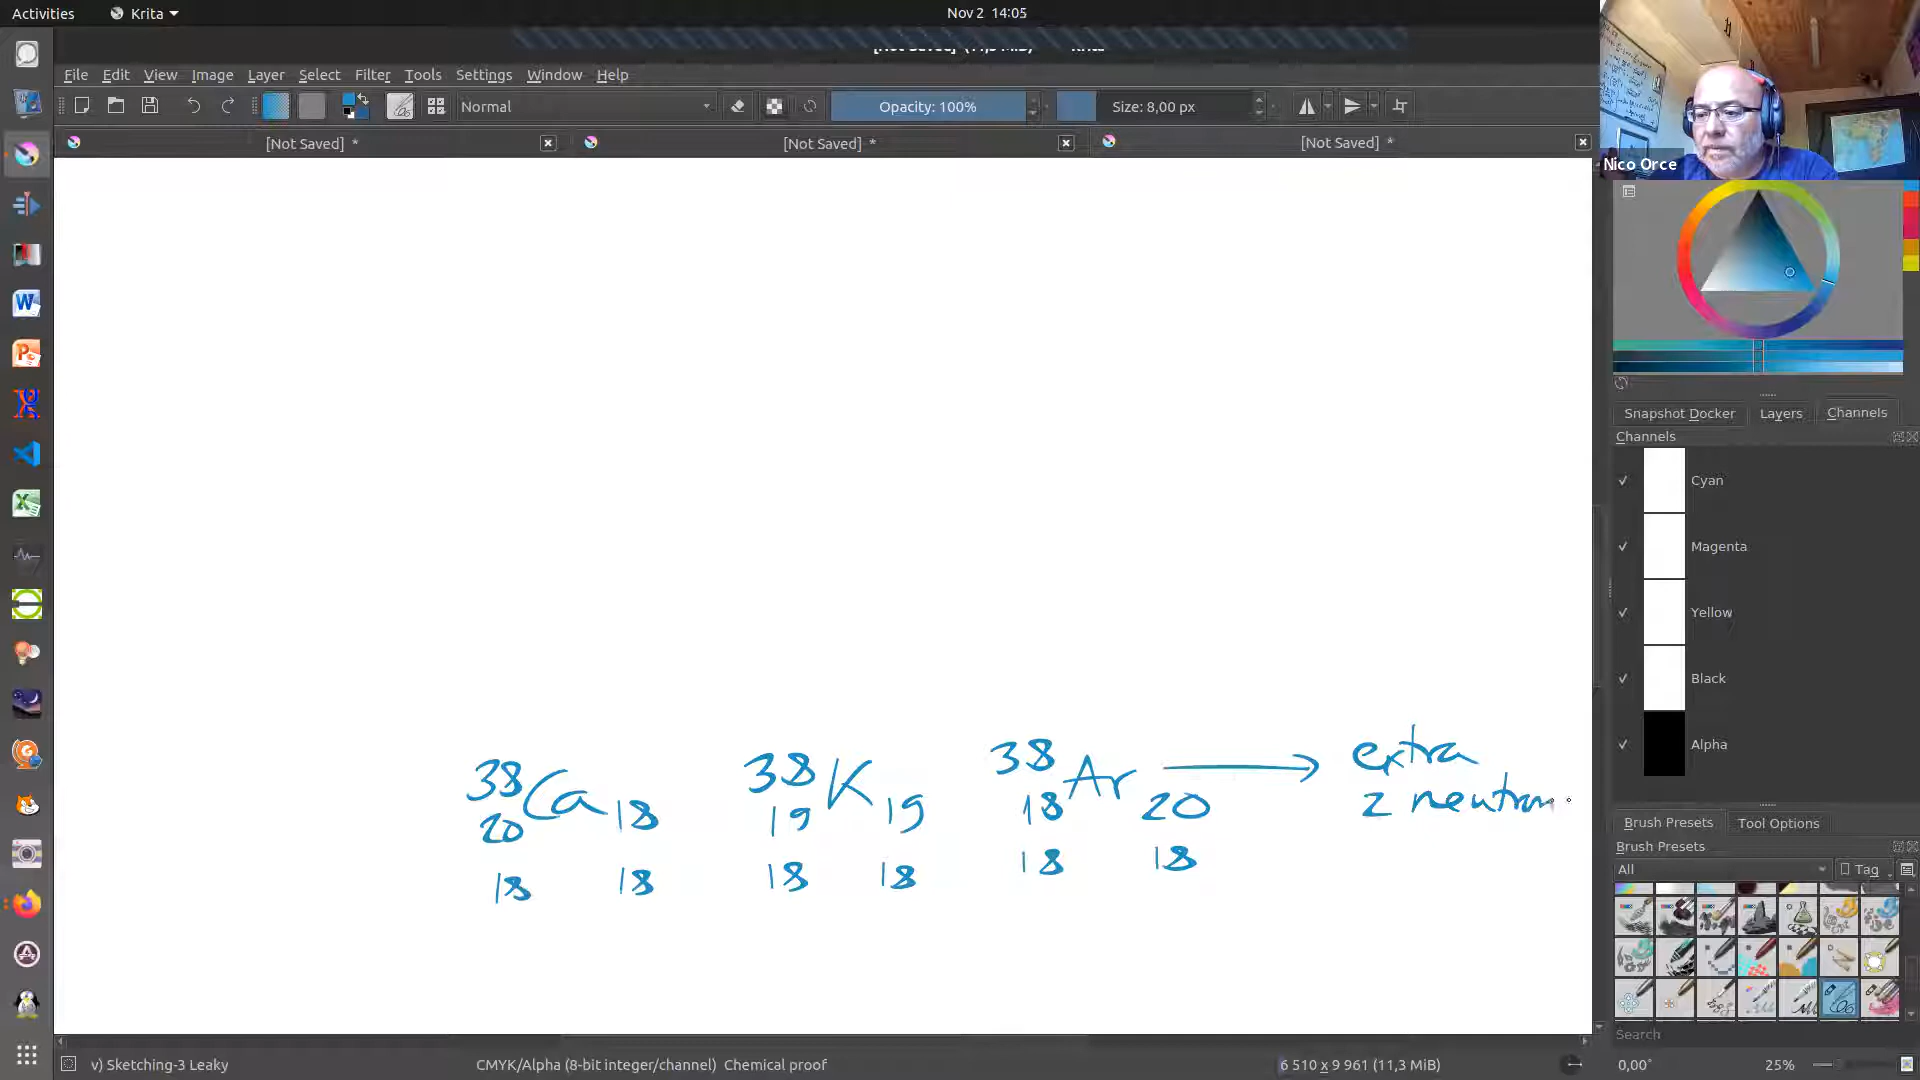 Activities Krita Nov 2 14:05
File Edit View Image Layer Select Filter Tools Settings Window Help
Normal Opacity: 100% Size: 8,00 px
[Not Saved] * [Not Saved] * [Not Saved] *
Nico Orce
Snapshot Docker Layers Channels
Channels
Cyan
Magenta
Yellow
Black
Alpha
38 Ca 20 18
18 18
38 K 19 19
18 18
38 Ar 18 20
18 18
extra
2 neutron
Brush Presets Tool Options
Brush Presets
All Tag
Search
v) Sketching-3 Leaky CMYK/Alpha (8-bit integer/channel) Chemical proof 6 510 x 9 961 (11,3 MiB) 0,00° 25%